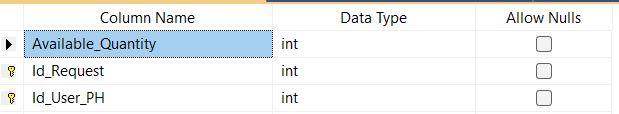 Column Name Data Type Allow Nulls
Available_Quantity int
Id_Request int
Id_User_PH int